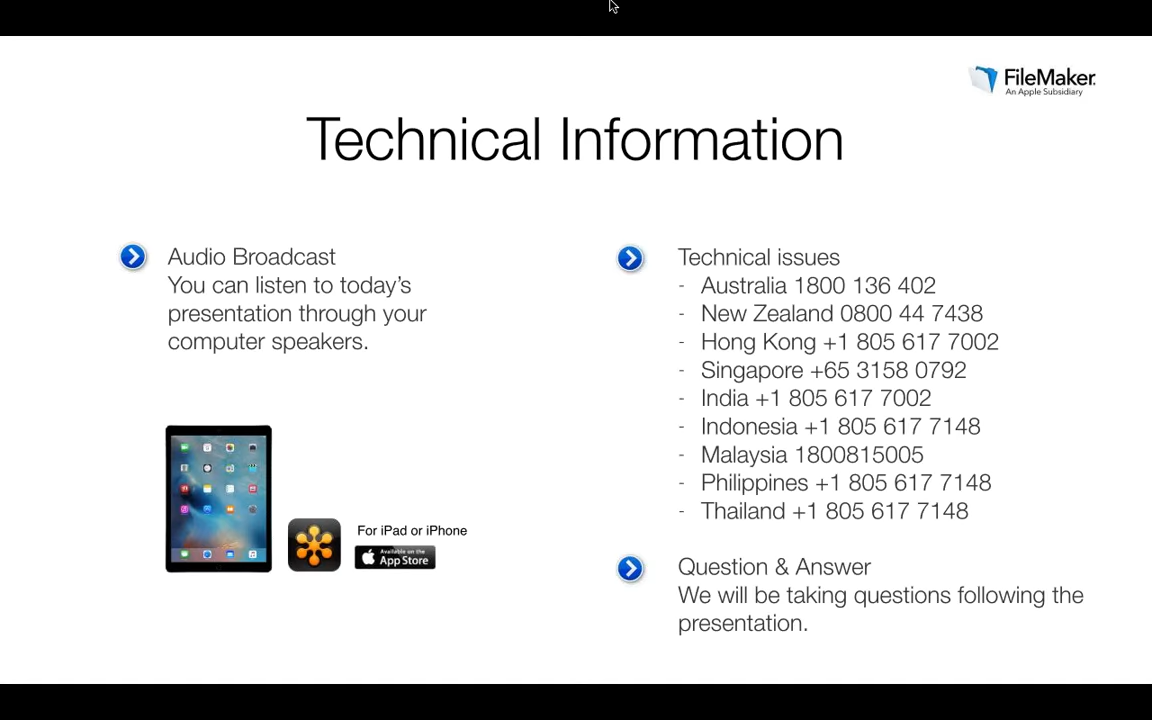 FileMaker.
An Apple Subsidiary
Technical Information
Audio Broadcast
You can listen to today's
presentation through your
computer speakers.
For iPad or iPhone
Available on the
App Store
Technical issues
- Australia 1800 136 402
- New Zealand 0800 44 7438
- Hong Kong +1 805 617 7002
- Singapore +65 3158 0792
- India +1 805 617 7002
- Indonesia +1 805 617 7148
- Malaysia 1800815005
- Philippines +1 805 617 7148
- Thailand +1 805 617 7148
Question & Answer
We will be taking questions following the
presentation.